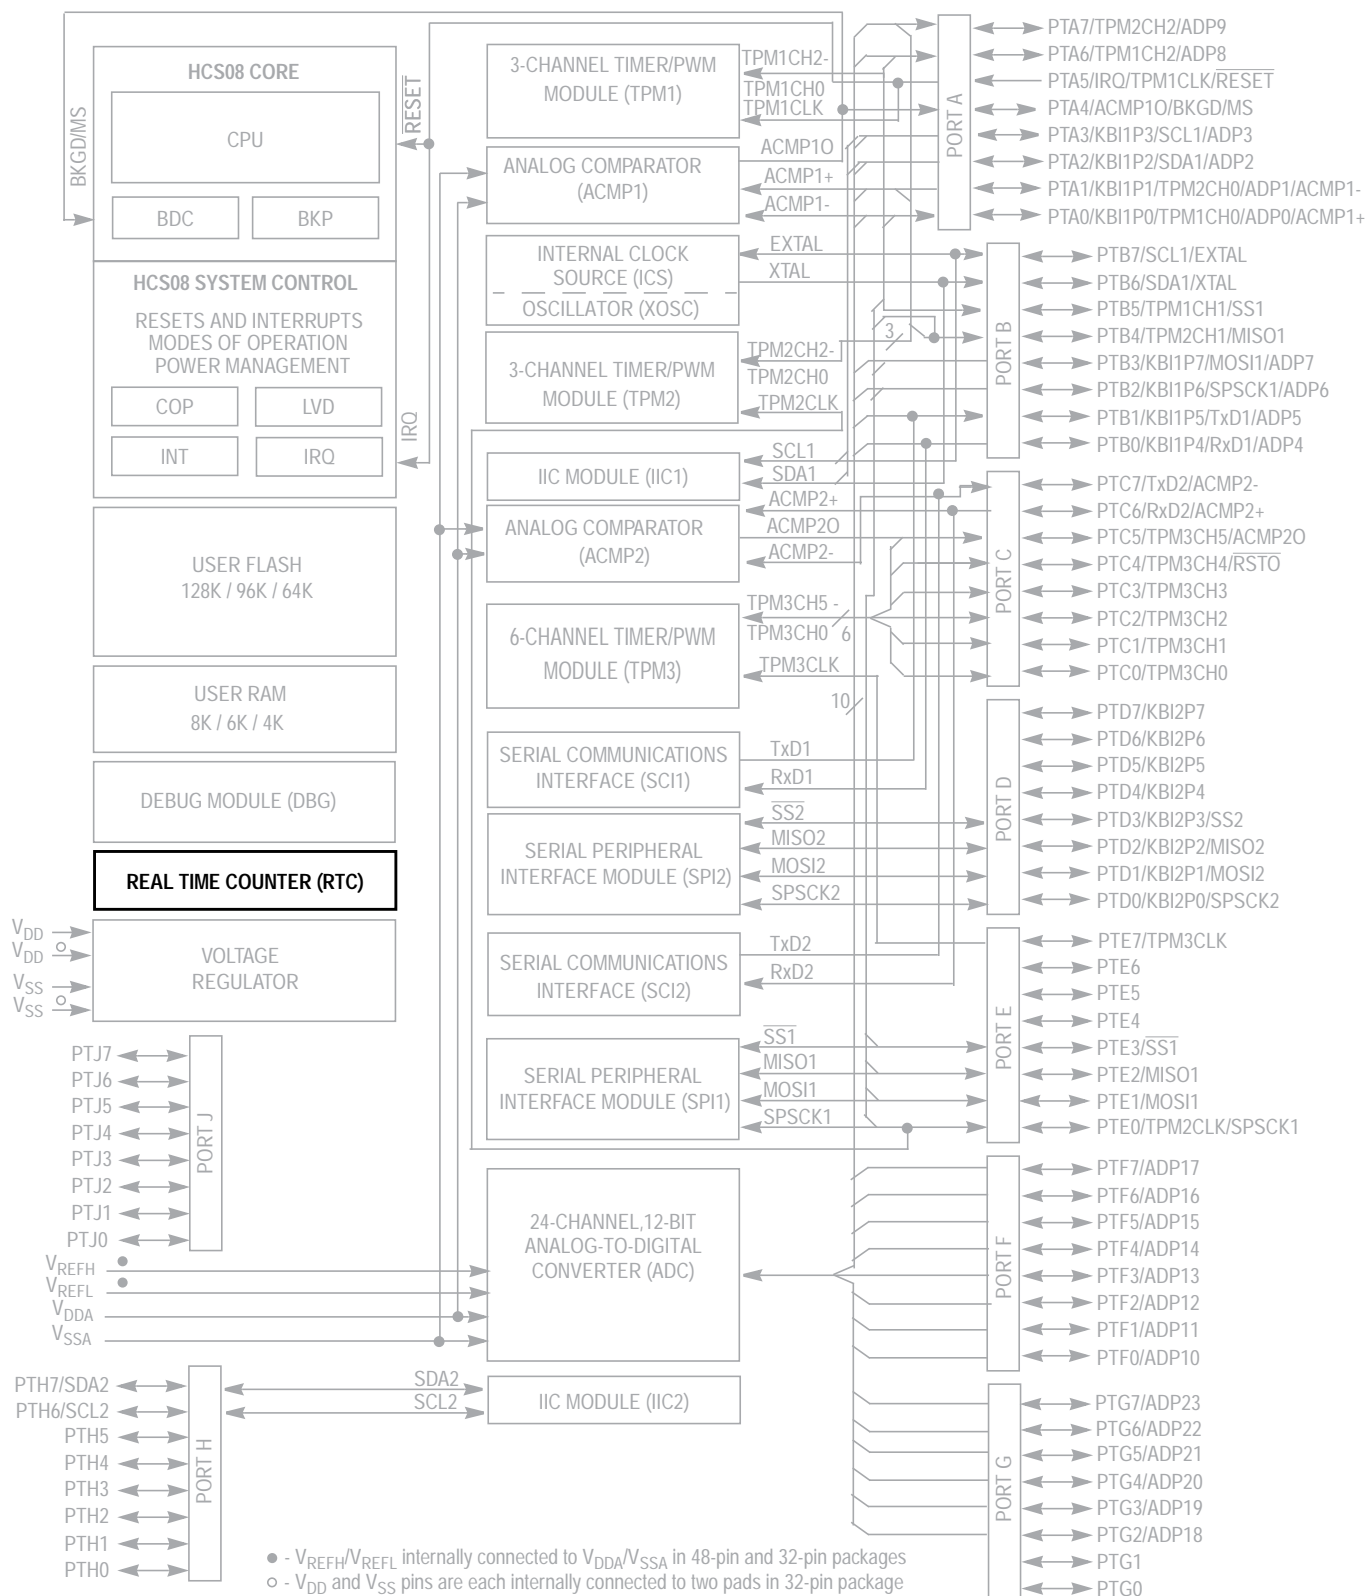 HCS08 CORE
CPU
BDC
BKP
BKGD/MS
RESET
HCS08 SYSTEM CONTROL
RESETS AND INTERRUPTS
MODES OF OPERATION
POWER MANAGEMENT
COP
LVD
INT
IRQ
IRQ
USER FLASH
128K / 96K / 64K
USER RAM
8K / 6K / 4K
DEBUG MODULE (DBG)
REAL TIME COUNTER (RTC)
VDD
VDD
VSS
VSS
VOLTAGE
REGULATOR
PTJ7
PTJ6
PTJ5
PTJ4
PTJ3
PTJ2
PTJ1
PTJ0
PORT J
VREFH
VREFL
VDDA
VSSA
PTH7/SDA2
PTH6/SCL2
PTH5
PTH4
PTH3
PTH2
PTH1
PTH0
PORT H
SDA2
SCL2
3-CHANNEL TIMER/PWM
MODULE (TPM1)
TPM1CH2-
TPM1CH0
TPM1CLK
ANALOG COMPARATOR
(ACMP1)
ACMP1O
ACMP1+
ACMP1-
INTERNAL CLOCK
SOURCE (ICS)
OSCILLATOR (XOSC)
EXTAL
XTAL
3-CHANNEL TIMER/PWM
MODULE (TPM2)
TPM2CH2-
TPM2CH0
TPM2CLK
3
IIC MODULE (IIC1)
SCL1
SDA1
ANALOG COMPARATOR
(ACMP2)
ACMP2+
ACMP2O
ACMP2-
6-CHANNEL TIMER/PWM
MODULE (TPM3)
TPM3CH5 -
TPM3CH0 6
TPM3CLK
10
SERIAL COMMUNICATIONS
INTERFACE (SCI1)
TxD1
RxD1
SERIAL PERIPHERAL
INTERFACE MODULE (SPI2)
SS2
MISO2
MOSI2
SPSCK2
SERIAL COMMUNICATIONS
INTERFACE (SCI2)
TxD2
RxD2
SERIAL PERIPHERAL
INTERFACE MODULE (SPI1)
SS1
MISO1
MOSI1
SPSCK1
24-CHANNEL,12-BIT
ANALOG-TO-DIGITAL
CONVERTER (ADC)
IIC MODULE (IIC2)
PORT A
PTA7/TPM2CH2/ADP9
PTA6/TPM1CH2/ADP8
PTA5/IRQ/TPM1CLK/RESET
PTA4/ACMP1O/BKGD/MS
PTA3/KBI1P3/SCL1/ADP3
PTA2/KBI1P2/SDA1/ADP2
PTA1/KBI1P1/TPM2CH0/ADP1/ACMP1-
PTA0/KBI1P0/TPM1CH0/ADP0/ACMP1+
PORT B
PTB7/SCL1/EXTAL
PTB6/SDA1/XTAL
PTB5/TPM1CH1/SS1
PTB4/TPM2CH1/MISO1
PTB3/KBI1P7/MOSI1/ADP7
PTB2/KBI1P6/SPSCK1/ADP6
PTB1/KBI1P5/TxD1/ADP5
PTB0/KBI1P4/RxD1/ADP4
PORT C
PTC7/TxD2/ACMP2-
PTC6/RxD2/ACMP2+
PTC5/TPM3CH5/ACMP2O
PTC4/TPM3CH4/RSTO
PTC3/TPM3CH3
PTC2/TPM3CH2
PTC1/TPM3CH1
PTC0/TPM3CH0
PORT D
PTD7/KBI2P7
PTD6/KBI2P6
PTD5/KBI2P5
PTD4/KBI2P4
PTD3/KBI2P3/SS2
PTD2/KBI2P2/MISO2
PTD1/KBI2P1/MOSI2
PTD0/KBI2P0/SPSCK2
PORT E
PTE7/TPM3CLK
PTE6
PTE5
PTE4
PTE3/SS1
PTE2/MISO1
PTE1/MOSI1
PTE0/TPM2CLK/SPSCK1
PORT F
PTF7/ADP17
PTF6/ADP16
PTF5/ADP15
PTF4/ADP14
PTF3/ADP13
PTF2/ADP12
PTF1/ADP11
PTF0/ADP10
PORT G
PTG7/ADP23
PTG6/ADP22
PTG5/ADP21
PTG4/ADP20
PTG3/ADP19
PTG2/ADP18
PTG1
PTG0
● - VREFH/VREFL internally connected to VDDA/VSSA in 48-pin and 32-pin packages
○ - VDD and VSS pins are each internally connected to two pads in 32-pin package